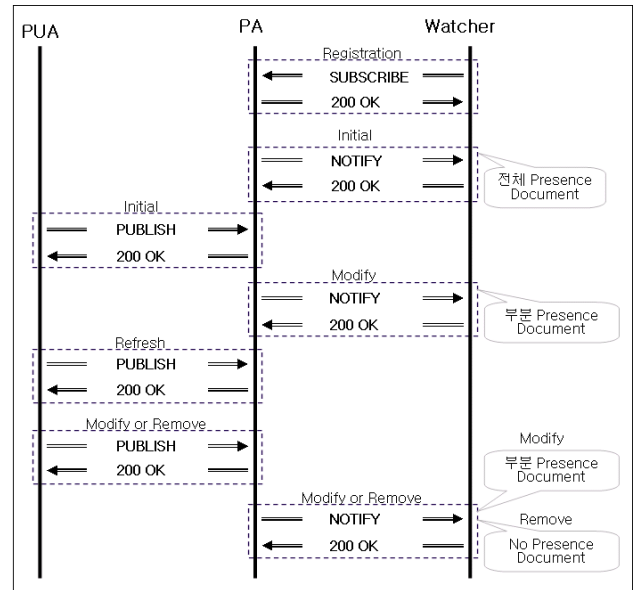 PUA
PA
Watcher
Registration
SUBSCRIBE
200 OK
Initial
NOTIFY
200 OK
전체 Presence
Document
Initial
PUBLISH
200 OK
Modify
NOTIFY
200 OK
부분 Presence
Document
Refresh
PUBLISH
200 OK
Modify or Remove
PUBLISH
200 OK
Modify
부분 Presence
Document
Modify or Remove
NOTIFY
200 OK
Remove
No Presence
Document